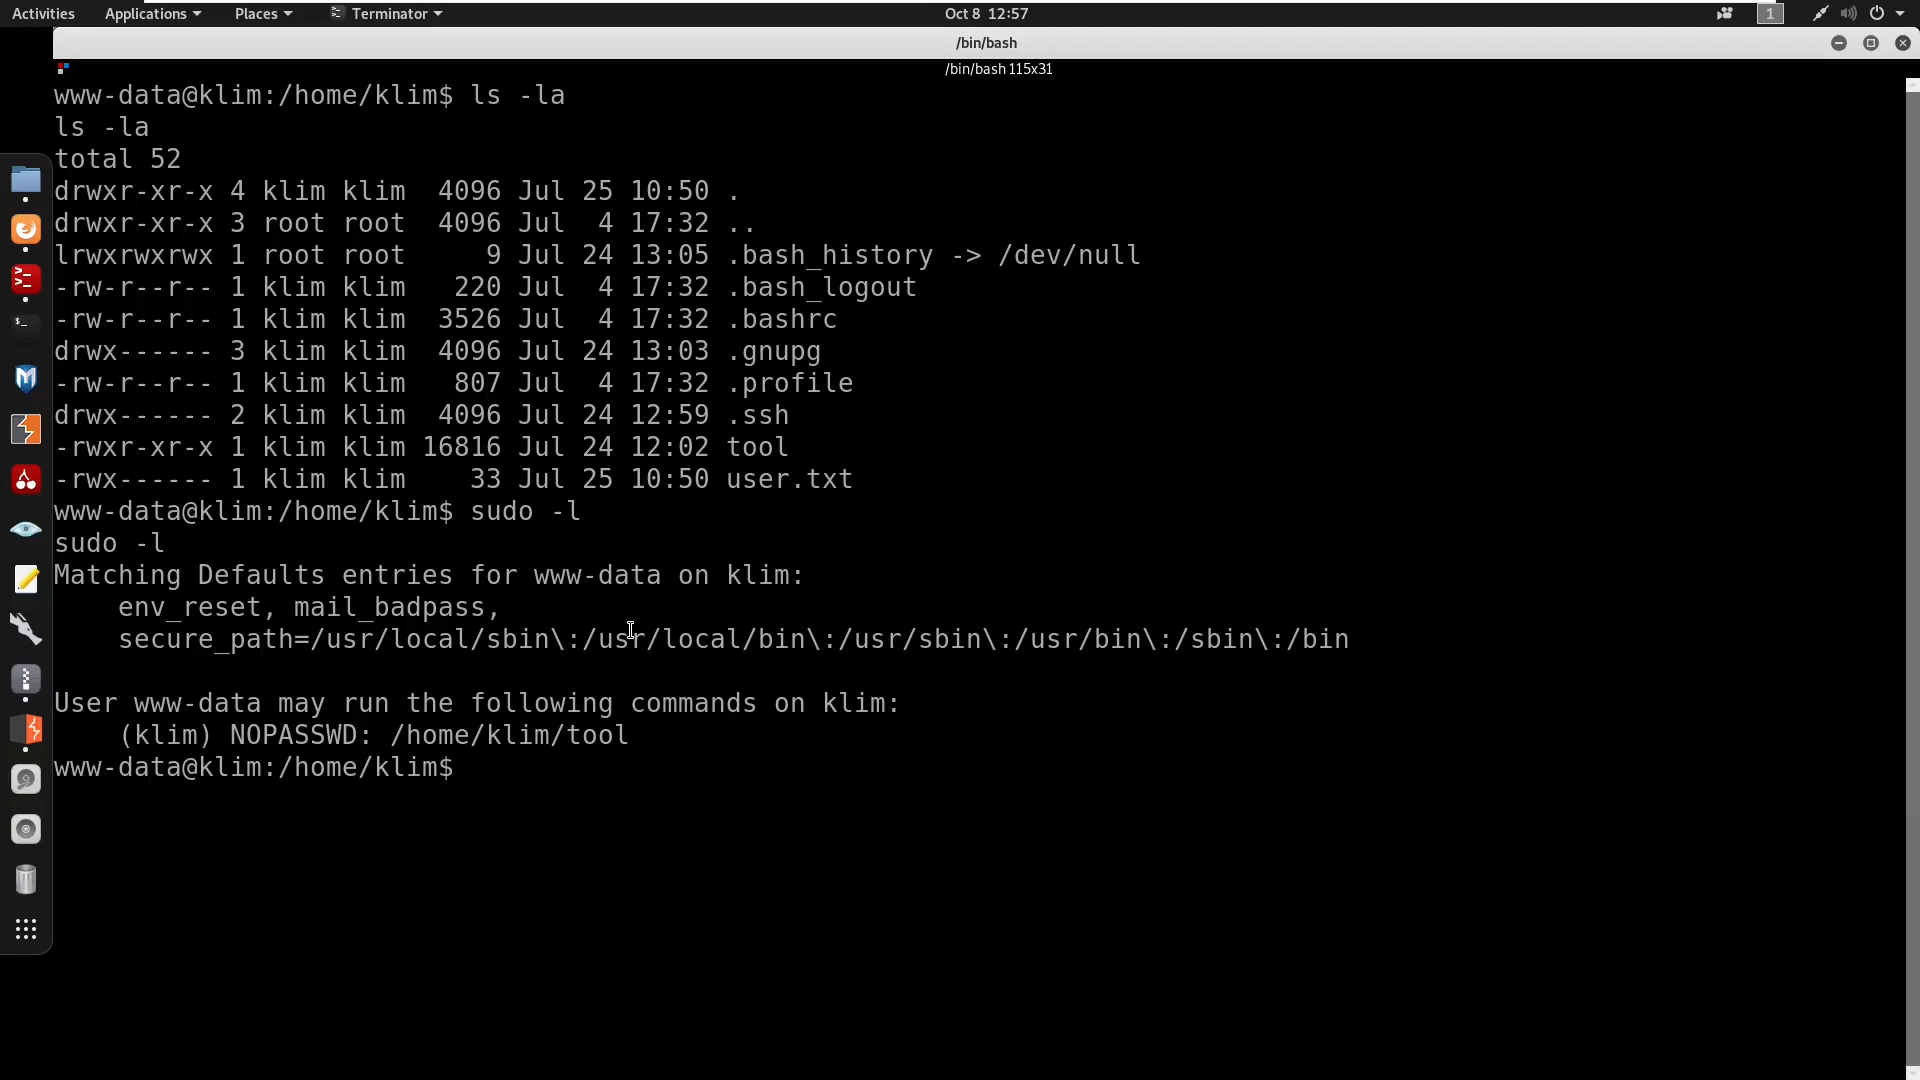 Activities Applications Places Terminator Oct 8 12:57 1
/bin/bash
/bin/bash 115x31
www-data@klim:/home/klim$ ls -la
ls -la
total 52
drwxr-xr-x 4 klim klim  4096 Jul 25 10:50 .
drwxr-xr-x 3 root root  4096 Jul  4 17:32 ..
lrwxrwxrwx 1 root root     9 Jul 24 13:05 .bash_history -> /dev/null
-rw-r--r-- 1 klim klim   220 Jul  4 17:32 .bash_logout
-rw-r--r-- 1 klim klim  3526 Jul  4 17:32 .bashrc
drwx------ 3 klim klim  4096 Jul 24 13:03 .gnupg
-rw-r--r-- 1 klim klim   807 Jul  4 17:32 .profile
drwx------ 2 klim klim  4096 Jul 24 12:59 .ssh
-rwxr-xr-x 1 klim klim 16816 Jul 24 12:02 tool
-rwx------ 1 klim klim    33 Jul 25 10:50 user.txt
www-data@klim:/home/klim$ sudo -l
sudo -l
Matching Defaults entries for www-data on klim:
    env_reset, mail_badpass,
    secure_path=/usr/local/sbin\:/usr/local/bin\:/usr/sbin\:/usr/bin\:/sbin\:/bin

User www-data may run the following commands on klim:
    (klim) NOPASSWD: /home/klim/tool
www-data@klim:/home/klim$